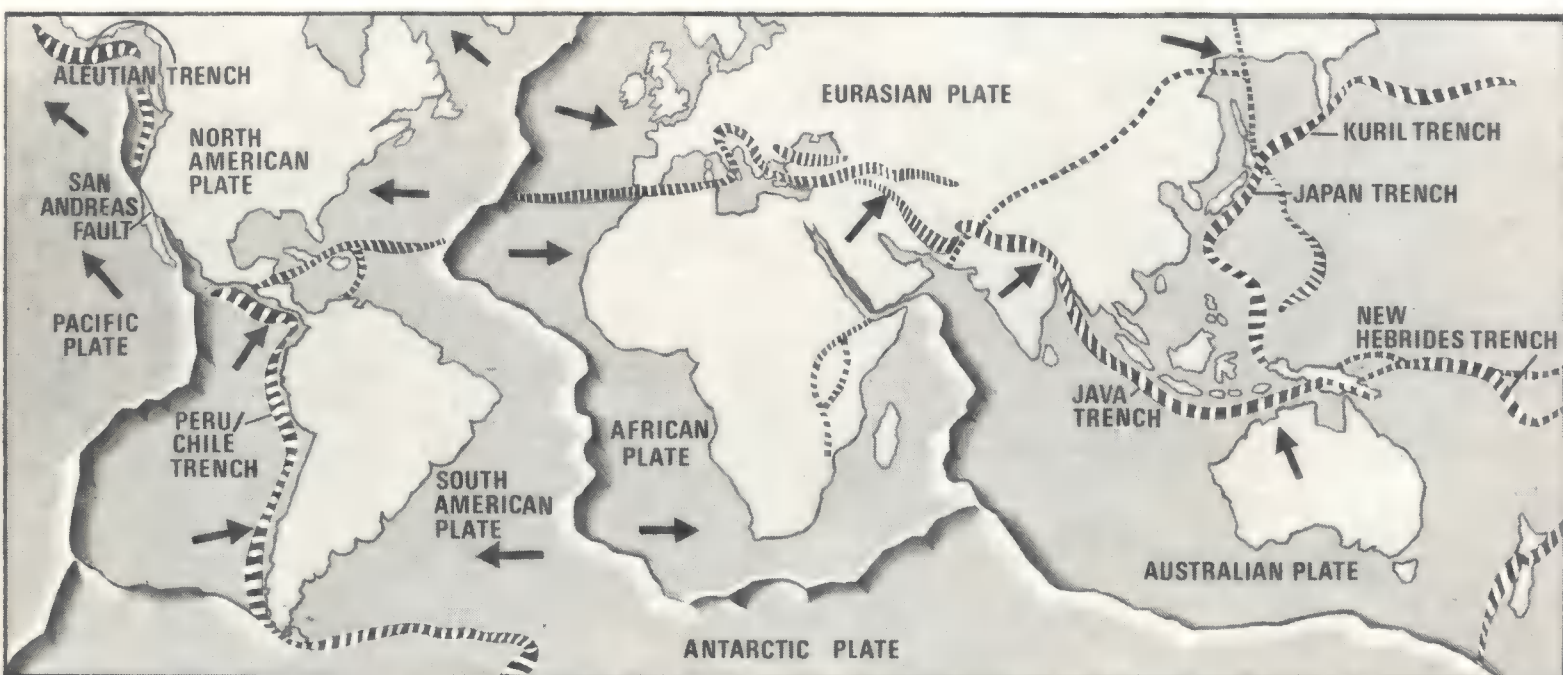 ALEUTIAN TRENCH
NORTH
AMERICAN
PLATE
SAN
ANDREAS
FAULT
PACIFIC
PLATE
PERU/
CHILE
TRENCH
SOUTH
AMERICAN
PLATE
AFRICAN
PLATE
ANTARCTIC PLATE
EURASIAN PLATE
KURIL TRENCH
JAPAN TRENCH
NEW
HEBRIDES TRENCH
JAVA
TRENCH
AUSTRALIAN PLATE